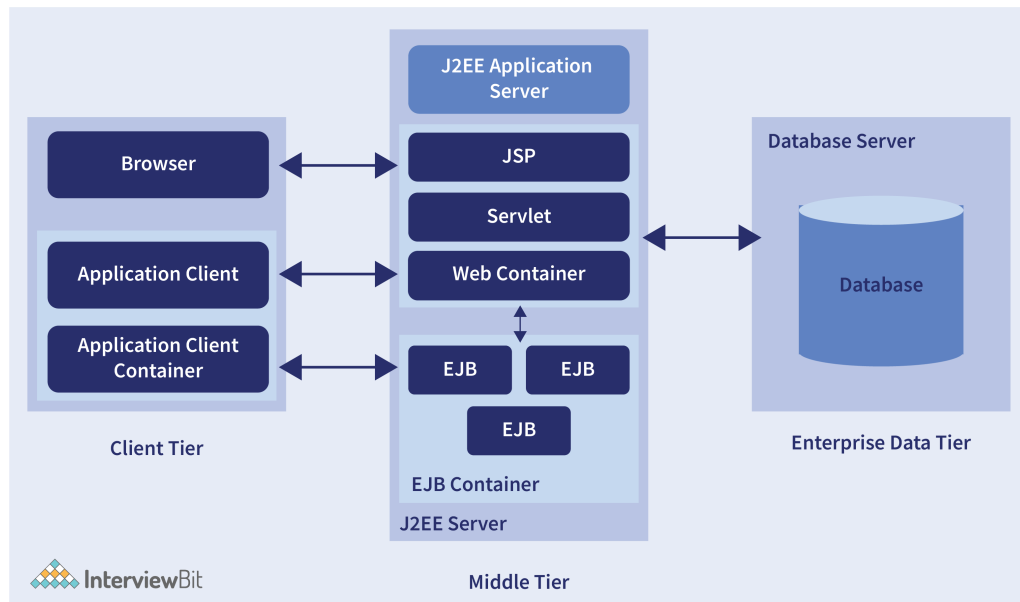 J2EE Application
Server
Browser
JSP
Servlet
Web Container
Application Client
Application Client
Container
EJB
EJB
EJB
EJB Container
J2EE Server
Database Server
Database
Client Tier
Middle Tier
Enterprise Data Tier
InterviewBit